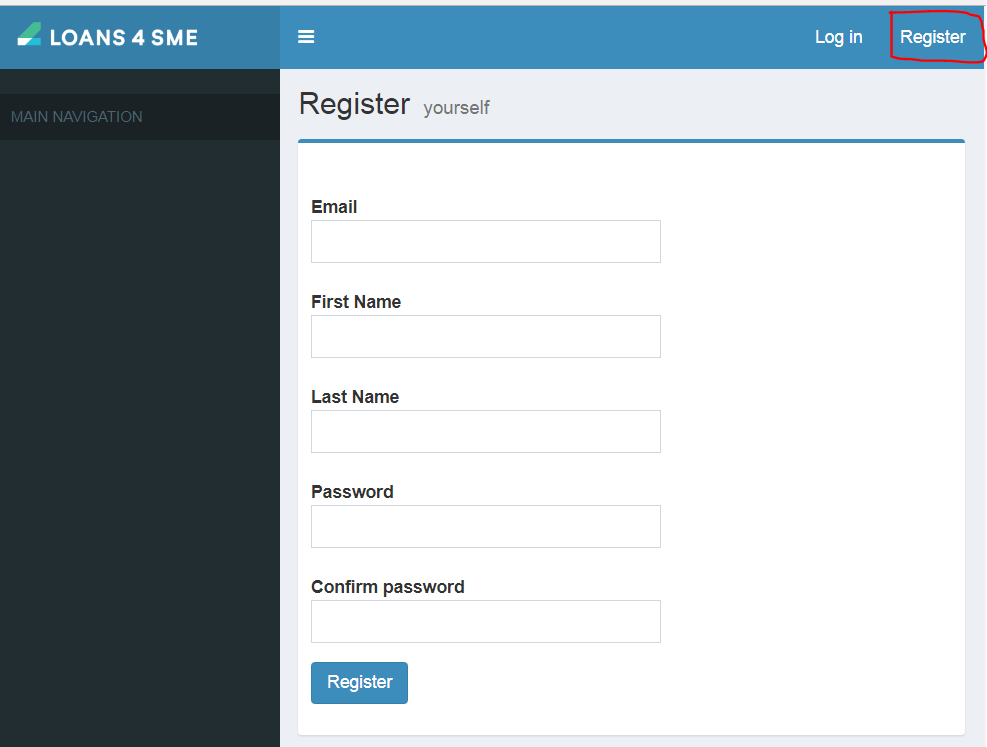 LOANS 4 SME
Log in
Register
MAIN NAVIGATION
Register yourself
Email
First Name
Last Name
Password
Confirm password
Register